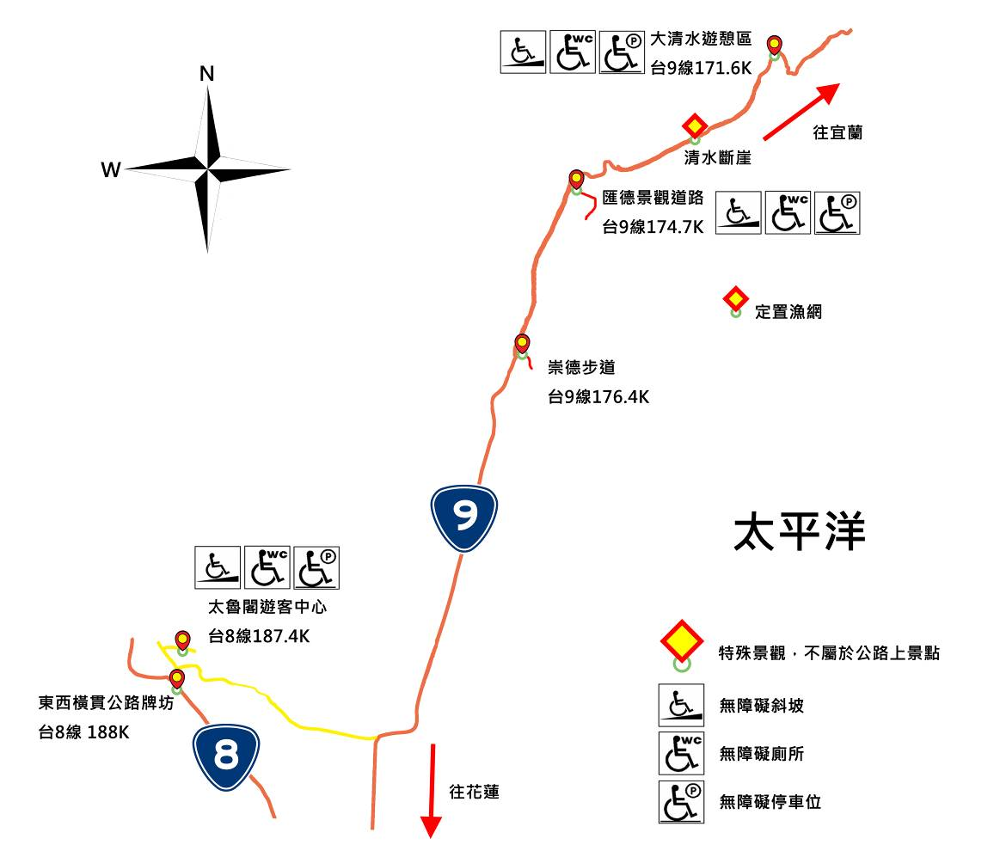 N
W
WC
P
大清水遊憩區
台9線171.6K
往宜蘭
清水斷崖
匯德景觀道路
台9線174.7K
WC
P
定置漁網
崇德步道
台9線176.4K
9
太平洋
WC
P
太魯閣遊客中心
台8線187.4K
東西橫貫公路牌坊
台8線 188K
8
往花蓮
特殊景觀，不屬於公路上景點
無障礙斜坡
WC
無障礙廁所
P
無障礙停車位